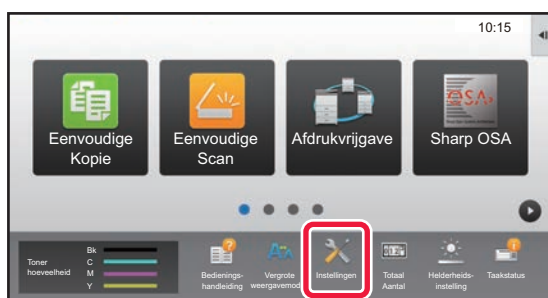 10:15
Eenvoudige
Kopie
Eenvoudige
Scan
Afdrukvrijgave
OSA
Sharp OSA
Toner
hoeveelheid
Bk
C
M
Y
Bedienings-
handleiding
Vergrote
weergavemod
Instellingen
Totaal
Aantal
Helderheids-
instelling
Taakstatus